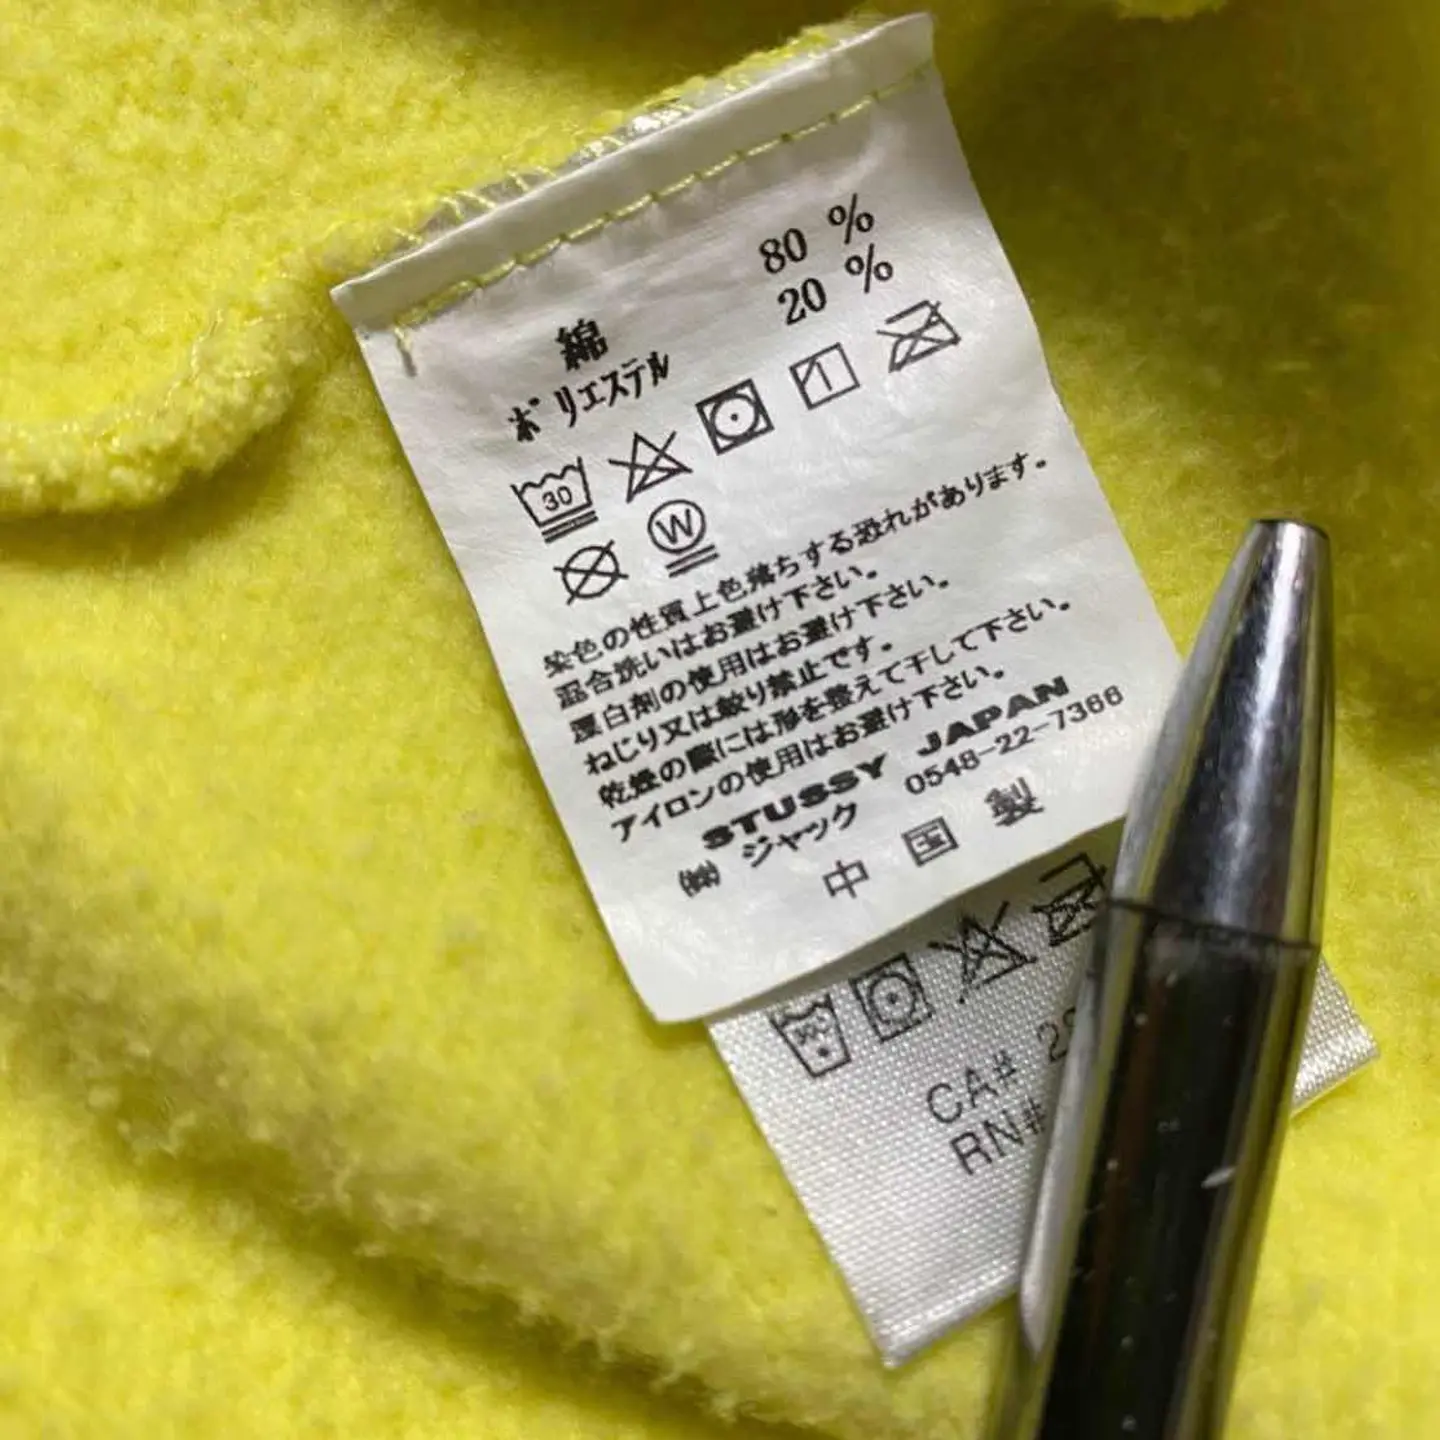 綿 80 %
ポリエステル 20 %
30
W
染色の性質上色落ちする恐れがあります。
混合洗いはお避け下さい。
漂白剤の使用はお避け下さい。
ねじり又は絞り禁止です。
乾燥の際には形を整えて干して下さい。
アイロンの使用はお避け下さい。
STUSSY JAPAN
㈱ ジャック 0548-22-7366
中国製
CA#
RN#